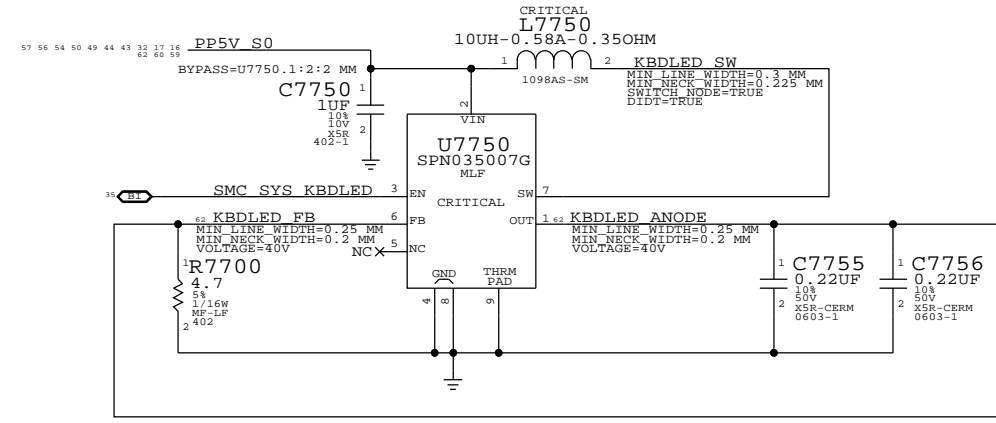 CRITICAL
L7750
10UH-0.58A-0.35OHM
57 56 54 50 49 44 43 32 17 16
62 60 59
PP5V_S0
1
2
KBDLED_SW
BYPASS=U7750.1:2:2 MM
1098AS-SM
MIN_LINE_WIDTH=0.3 MM
MIN_NECK_WIDTH=0.225 MM
SWITCH_NODE=TRUE
DIDT=TRUE
C7750
1
1UF
10%
10V
X5R
402-1
2
2
VIN
U7750
SPN035007G
MLF
35
BI
SMC_SYS_KBDLED
3
EN
SW
7
CRITICAL
62
KBDLED_FB
6
FB
OUT
1
62
KBDLED_ANODE
MIN_LINE_WIDTH=0.25 MM
MIN_NECK_WIDTH=0.2 MM
VOLTAGE=40V
NC
5
NC
MIN_LINE_WIDTH=0.25 MM
MIN_NECK_WIDTH=0.2 MM
VOLTAGE=40V
1
R7700
4.7
5%
1/16W
MF-LF
402
2
GND
THRM
PAD
4
8
9
1
C7755
0.22UF
10%
50V
X5R-CERM
0603-1
2
1
C7756
0.22UF
10%
50V
X5R-CERM
0603-1
2